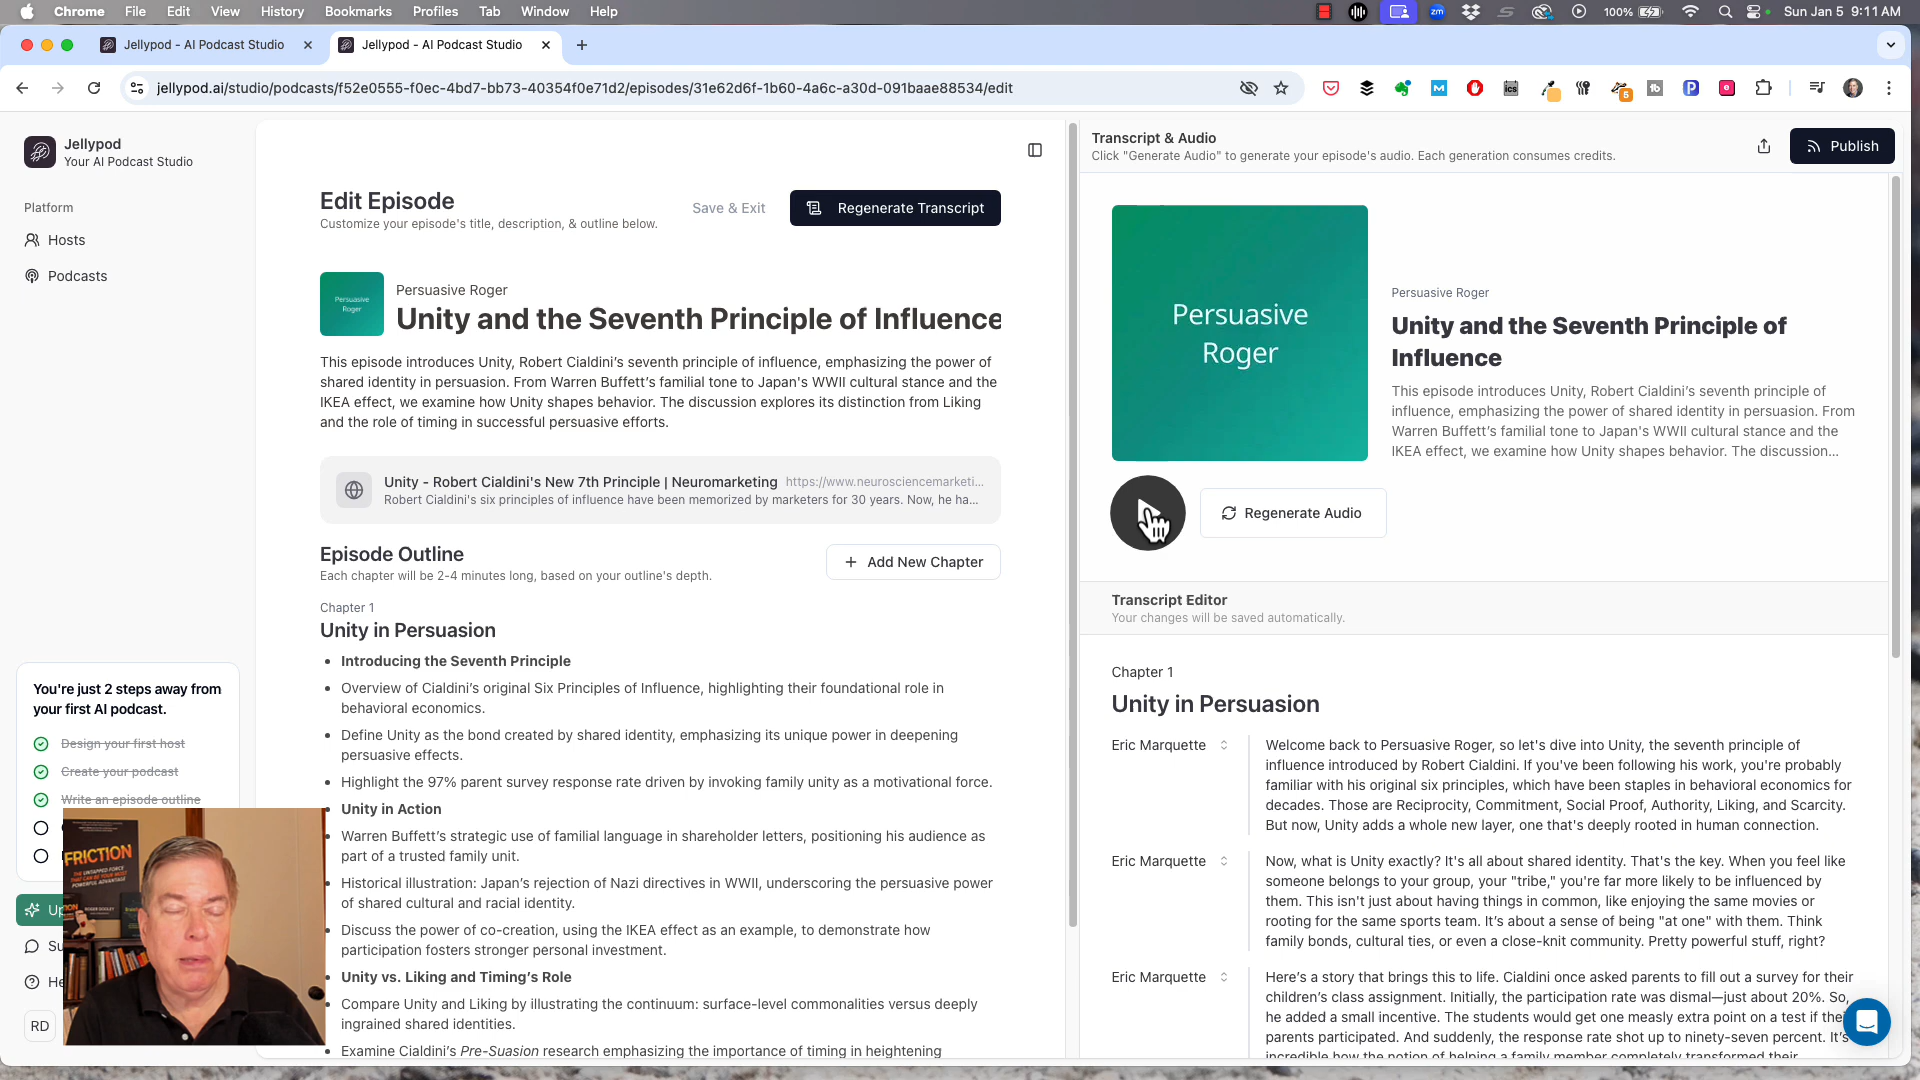 Chrome File Edit View History Bookmarks Profiles Tab Window Help
zm 100% Sun Jan 5 9:11 AM
Jellypod - AI Podcast Studio
Jellypod - AI Podcast Studio
jellypod.ai/studio/podcasts/f52e0555-f0ec-4bd7-bb73-40354f0e71d2/episodes/31e62d6f-1b60-4a6c-a30d-091baae88534/edit
Jellypod
Your AI Podcast Studio
Platform
Hosts
Podcasts
You're just 2 steps away from
your first AI podcast.
Design your first host
Create your podcast
Write an episode outline
Up
Su
He
RD
FRICTION
Edit Episode
Customize your episode's title, description, & outline below.
Save & Exit
Regenerate Transcript
Persuasive
Roger
Persuasive Roger
Unity and the Seventh Principle of Influence
This episode introduces Unity, Robert Cialdini’s seventh principle of influence, emphasizing the power of
shared identity in persuasion. From Warren Buffett’s familial tone to Japan's WWII cultural stance and the
IKEA effect, we examine how Unity shapes behavior. The discussion explores its distinction from Liking
and the role of timing in successful persuasive efforts.
Unity - Robert Cialdini's New 7th Principle | Neuromarketing https://www.neurosciencemarketi...
Robert Cialdini's six principles of influence have been memorized by marketers for 30 years. Now, he ha...
Episode Outline
Each chapter will be 2-4 minutes long, based on your outline's depth.
Add New Chapter
Chapter 1
Unity in Persuasion
Introducing the Seventh Principle
Overview of Cialdini’s original Six Principles of Influence, highlighting their foundational role in
behavioral economics.
Define Unity as the bond created by shared identity, emphasizing its unique power in deepening
persuasive effects.
Highlight the 97% parent survey response rate driven by invoking family unity as a motivational force.
Unity in Action
Warren Buffett’s strategic use of familial language in shareholder letters, positioning his audience as
part of a trusted family unit.
Historical illustration: Japan’s rejection of Nazi directives in WWII, underscoring the persuasive power
of shared cultural and racial identity.
Discuss the power of co-creation, using the IKEA effect as an example, to demonstrate how
participation fosters stronger personal investment.
Unity vs. Liking and Timing’s Role
Compare Unity and Liking by illustrating the continuum: surface-level commonalities versus deeply
ingrained shared identities.
Examine Cialdini’s Pre-Suasion research emphasizing the importance of timing in heightening
Transcript & Audio
Click "Generate Audio" to generate your episode's audio. Each generation consumes credits.
Publish
Persuasive
Roger
Persuasive Roger
Unity and the Seventh Principle of
Influence
This episode introduces Unity, Robert Cialdini’s seventh principle of
influence, emphasizing the power of shared identity in persuasion. From
Warren Buffett’s familial tone to Japan's WWII cultural stance and the
IKEA effect, we examine how Unity shapes behavior. The discussion...
Regenerate Audio
Transcript Editor
Your changes will be saved automatically.
Chapter 1
Unity in Persuasion
Eric Marquette
Welcome back to Persuasive Roger, so let's dive into Unity, the seventh principle of
influence introduced by Robert Cialdini. If you've been following his work, you're probably
familiar with his original six principles, which have been staples in behavioral economics for
decades. Those are Reciprocity, Commitment, Social Proof, Authority, Liking, and Scarcity.
But now, Unity adds a whole new layer, one that's deeply rooted in human connection.
Eric Marquette
Now, what is Unity exactly? It's all about shared identity. That's the key. When you feel like
someone belongs to your group, your "tribe," you're far more likely to be influenced by
them. This isn't just about having things in common, like enjoying the same movies or
rooting for the same sports team. It’s about a sense of being "at one" with them. Think
family bonds, cultural ties, or even a close-knit community. Pretty powerful stuff, right?
Eric Marquette
Here’s a story that brings this to life. Cialdini once asked parents to fill out a survey for their
children’s class assignment. Initially, the participation rate was dismal—just about 20%. So,
he added a small incentive. The students would get one measly extra point on a test if their
parents participated. And suddenly, the response rate shot up to ninety-seven percent. It’s
incredible how the notion of helping a family member completely transformed their